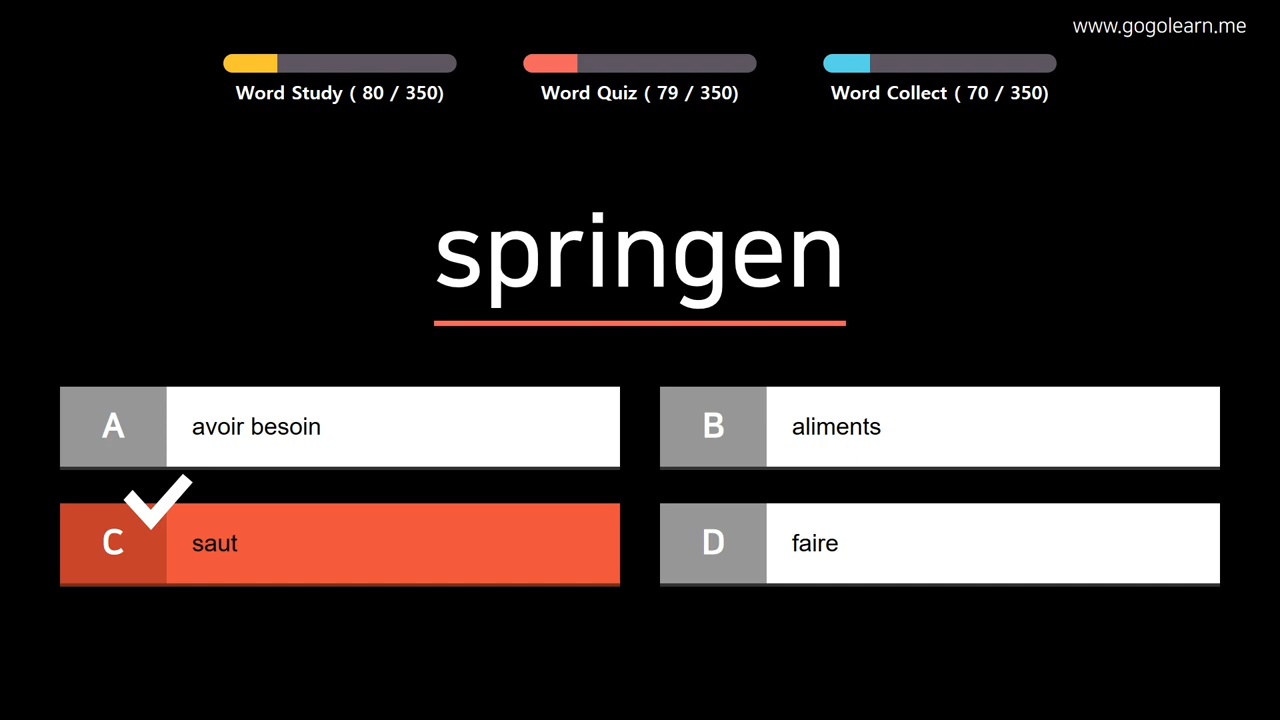 www.gogolearn.me
Word Study ( 80 / 350)
Word Quiz ( 79 / 350)
Word Collect ( 70 / 350)
springen
A avoir besoin
B aliments
C saut
D faire